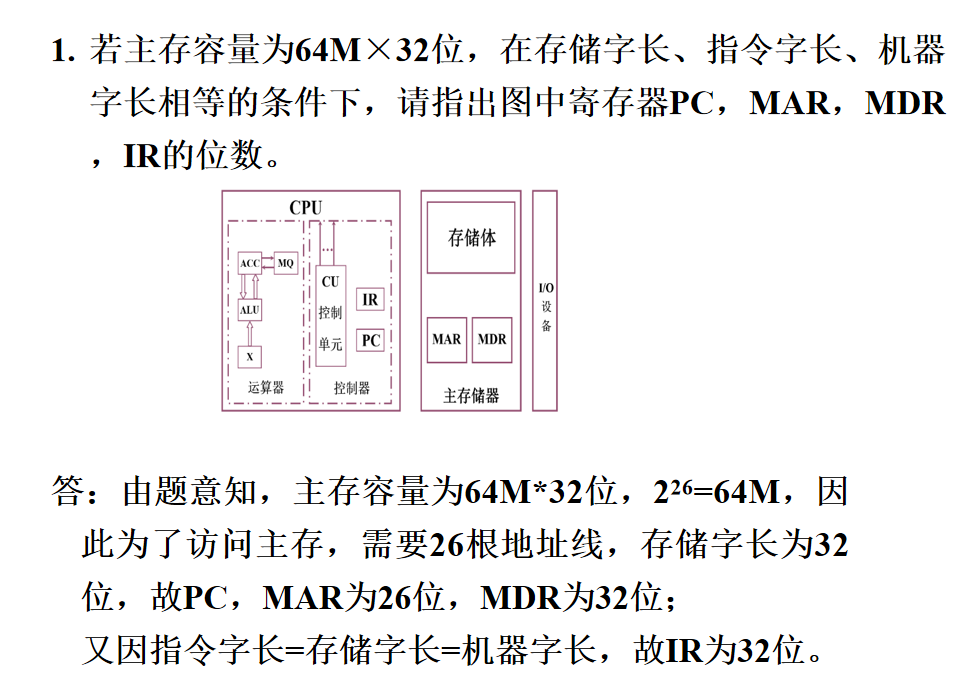 1. 若主存容量为64M×32位，在存储字长、指令字长、机器
字长相等的条件下，请指出图中寄存器PC，MAR，MDR
，IR的位数。
CPU
ACC
MQ
ALU
X
运算器
...
CU
控制
单元
IR
PC
控制器
存储体
MAR
MDR
主存储器
I/O
设
备
答：由题意知，主存容量为64M*32位，2²⁶=64M，因
此为了访问主存，需要26根地址线，存储字长为32
位，故PC，MAR为26位，MDR为32位；
又因指令字长=存储字长=机器字长，故IR为32位。